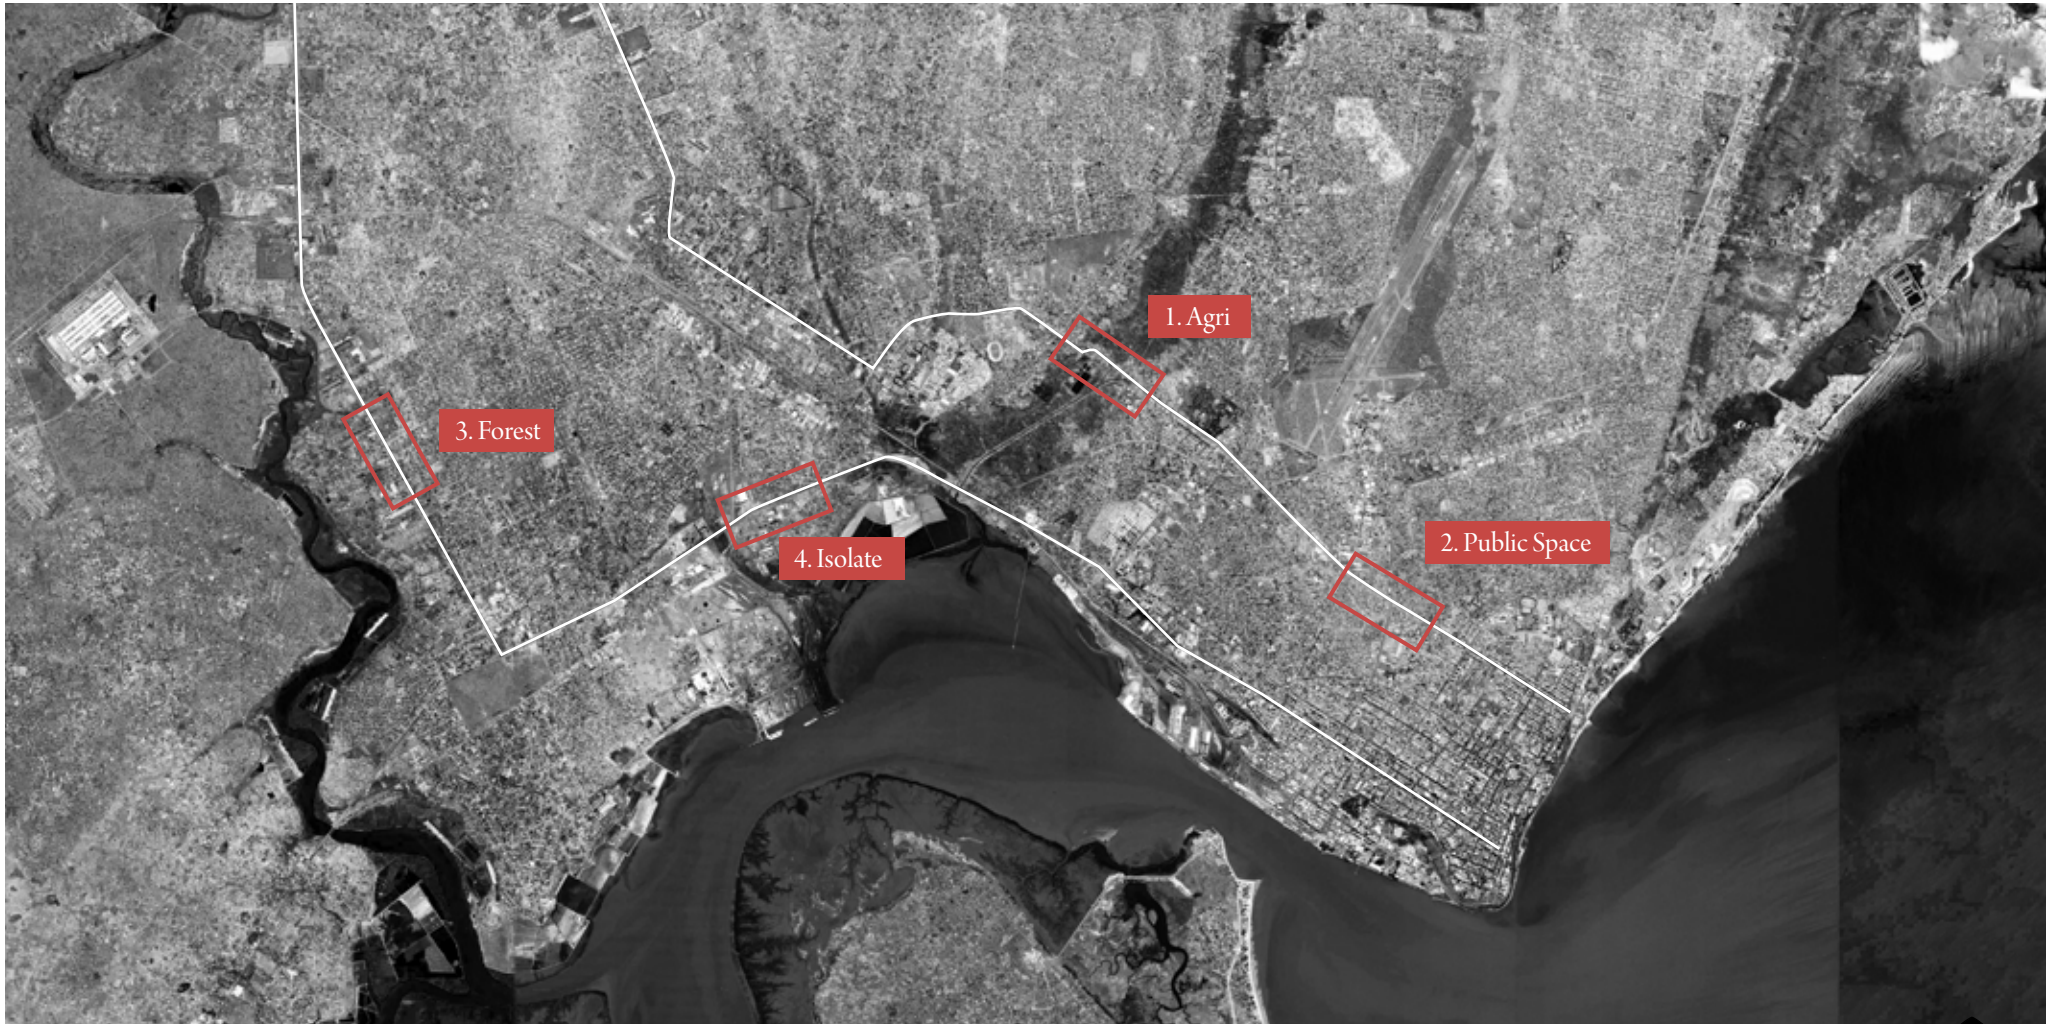 1. Agri
3. Forest
2. Public Space
4. Isolate